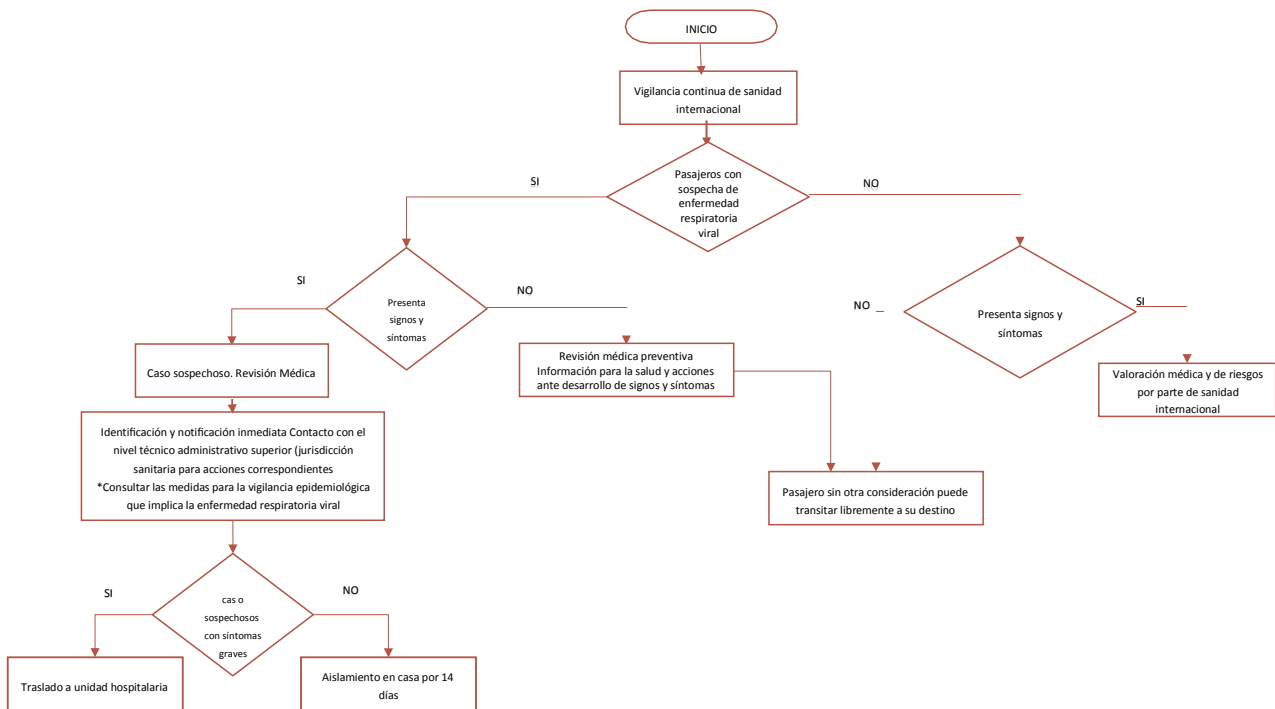 INICIO
Vigilancia continua de sanidad
internacional
Pasajeros con
sospecha de
enfermedad
respiratoria
viral
SI
NO
SI
Presenta
signos y
síntomas
NO
NO
Presenta signos y
síntomas
SI
Caso sospechoso. Revisión Médica
Revisión médica preventiva
Información para la salud y acciones
ante desarrollo de signos y síntomas
Valoración médica y de riesgos
por parte de sanidad
internacional
Identificación y notificación inmediata Contacto con el
nivel técnico administrativo superior (jurisdicción
sanitaria para acciones correspondientes
*Consultar las medidas para la vigilancia epidemiológica
que implica la enfermedad respiratoria viral
Pasajero sin otra consideración puede
transitar libremente a su destino
SI
cas o
sospechosos
con síntomas
graves
NO
Traslado a unidad hospitalaria
Aislamiento en casa por 14
días